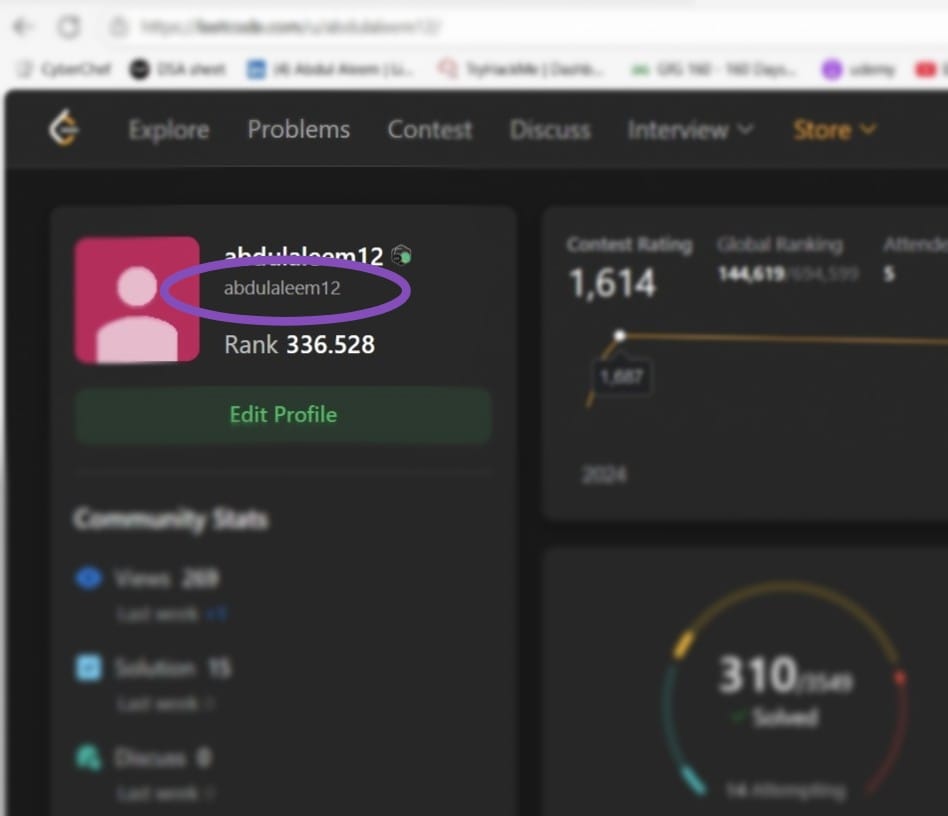 https://leetcode.com/u/abdulaleem12/
CyberChef DSA sheet (4) Abdul Aleem | Li... TryHackMe | Dashb... GfG 160 - 160 Days... udemy
Explore Problems Contest Discuss Interview Store
abdulaleem12
abdulaleem12
Rank 336.528
Edit Profile
Contest Rating Global Ranking
1,614 144,619/694,599 5
1,687
2024
Community Stats
Views 269
Last week
Solution 15
Last week 0
Discuss 0
Last week 0
310/3549
Solved
14 Attempting